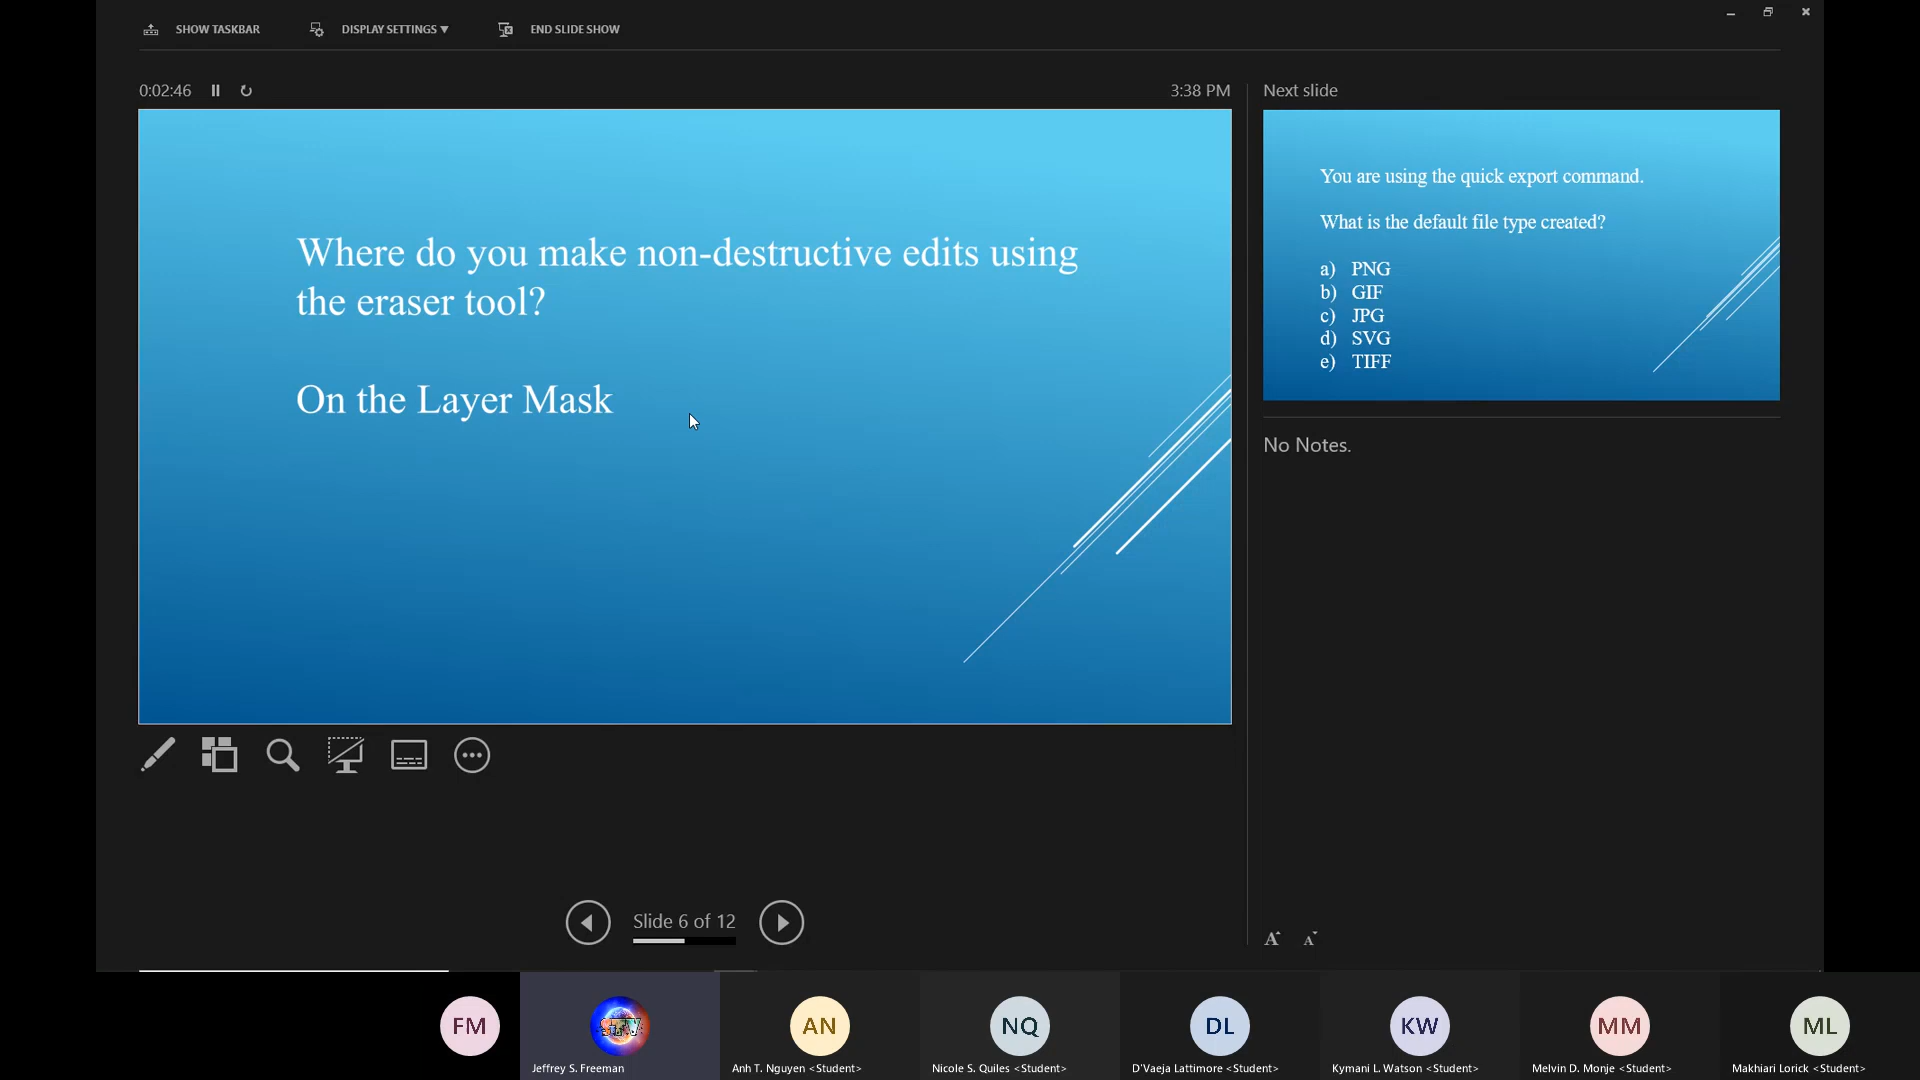 SHOW TASKBAR DISPLAY SETTINGS ▼ END SLIDE SHOW
0:02:46 3:38 PM
Where do you make non-destructive edits using
the eraser tool?
On the Layer Mask
Next slide
You are using the quick export command.
What is the default file type created?
a) PNG
b) GIF
c) JPG
d) SVG
e) TIFF
No Notes.
Slide 6 of 12
A A
FM AN NQ DL KW MM ML
Jeffrey S. Freeman Anh T. Nguyen <Student> Nicole S. Quiles <Student> D'Vaeja Lattimore <Student> Kymani L. Watson <Student> Melvin D. Monje <Student> Makhiari Lorick <Student>